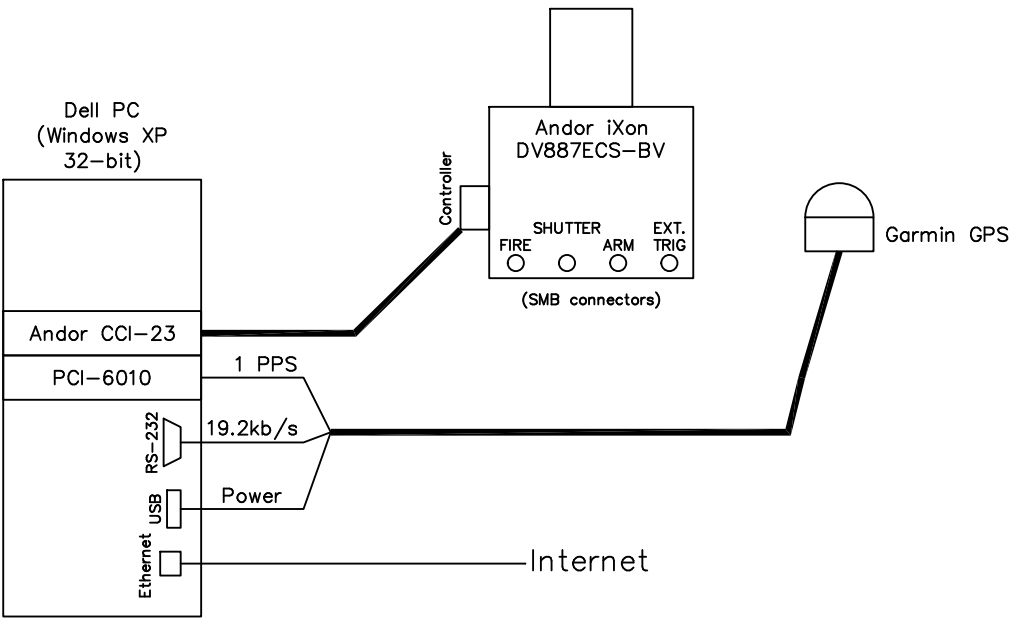 Dell PC
(Windows XP
32-bit)
Andor iXon
DV887ECS-BV
Controller
SHUTTER
EXT.
FIRE
ARM
TRIG
(SMB connectors)
Garmin GPS
Andor CCI-23
PCI-6010
1 PPS
RS-232
19.2kb/s
USB
Power
Ethernet
Internet